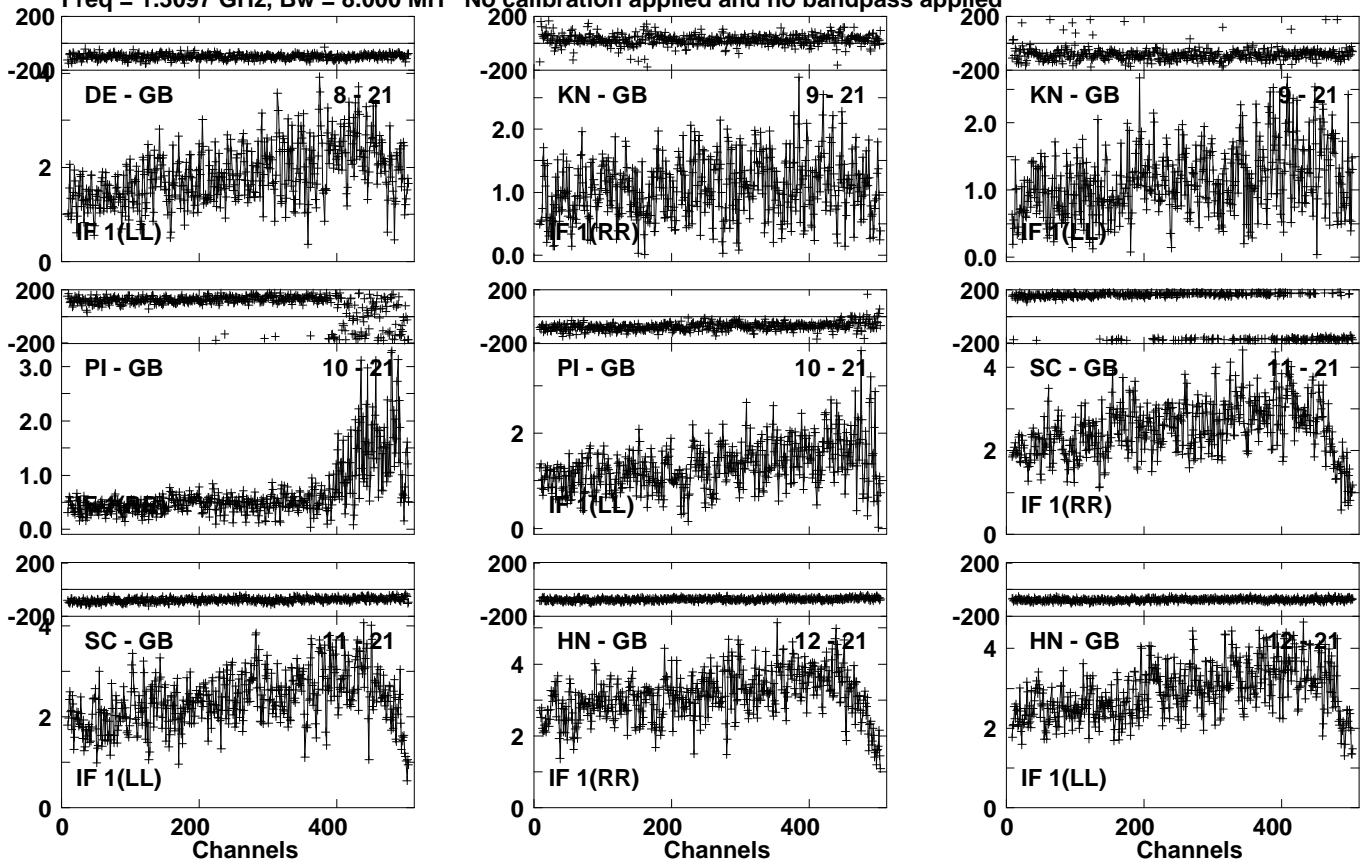 Freq = 1.3097 GHz, Bw = 8.000 MH No calibration applied and no bandpass applied
200
-200
4
2
0
DE - GB 8 - 21
IF 1(LL)
2.0
1.0
0.0
200
-200
KN - GB 9 - 21
IF 1(RR)
200
-200
2.0
1.0
0.0
KN - GB 9 - 21
IF 1(LL)
200
-200
3.0
2.0
1.0
0.0
PI - GB 10 - 21
200
-200
2
0
PI - GB 10 - 21
IF 1(LL)
200
-200
4
2
0
SC - GB 11 - 21
IF 1(RR)
200
-200
4
2
0
SC - GB 11 - 21
IF 1(LL)
200
-200
4
2
0
HN - GB 12 - 21
IF 1(RR)
200
-200
4
2
0
HN - GB 12 - 21
IF 1(LL)
0 200 400
Channels
0 200 400
Channels
0 200 400
Channels